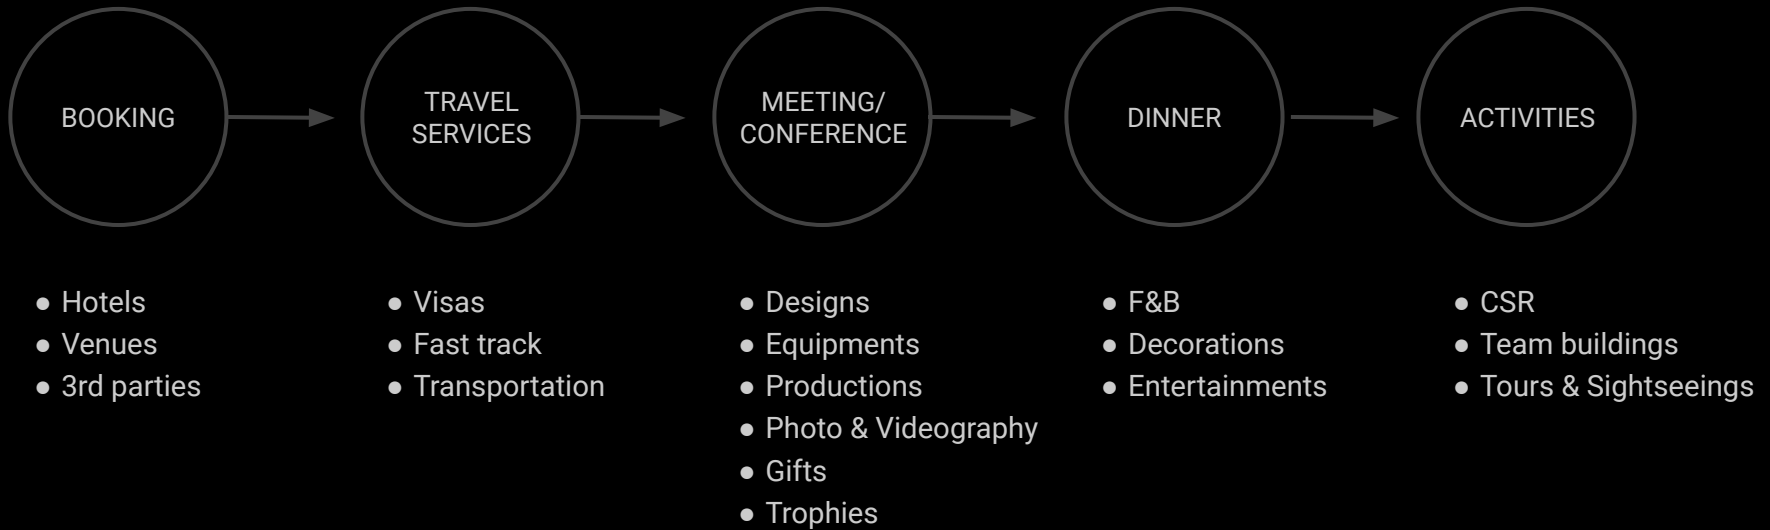 BOOKING
TRAVEL
SERVICES
MEETING/
CONFERENCE
DINNER
ACTIVITIES
● Hotels
● Venues
● 3rd parties
● Visas
● Fast track
● Transportation
● Designs
● Equipments
● Productions
● Photo & Videography
● Gifts
● Trophies
● F&B
● Decorations
● Entertainments
● CSR
● Team buildings
● Tours & Sightseeings